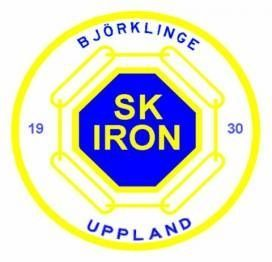 BJÖRKLINGE
SK
IRON
19 30
UPPLAND